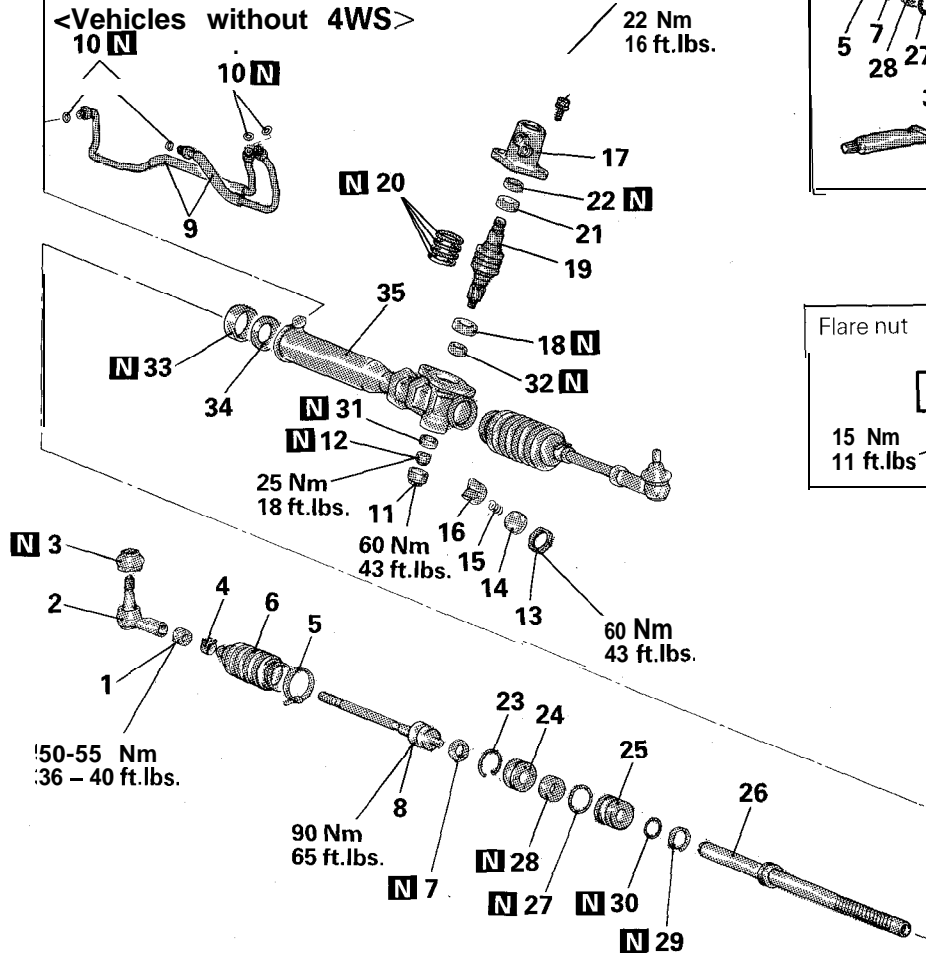 <Vehicles without 4WS>
10 N
10 N
22 Nm
16 ft.lbs.
5
7
28
17
N 20
22 N
21
9
19
35
18 N
N 33
32 N
34
N 31
N 12
25 Nm
18 ft.lbs.
11
16
60 Nm
43 ft.lbs.
15
14
13
60 Nm
43 ft.lbs.
Flare nut
15 Nm
11 ft.lbs
N 3
2
4
6
5
1
50-55 Nm
36 – 40 ft.lbs.
23
24
25
26
8
90 Nm
65 ft.lbs.
N 7
N 28
N 27
N 30
N 29